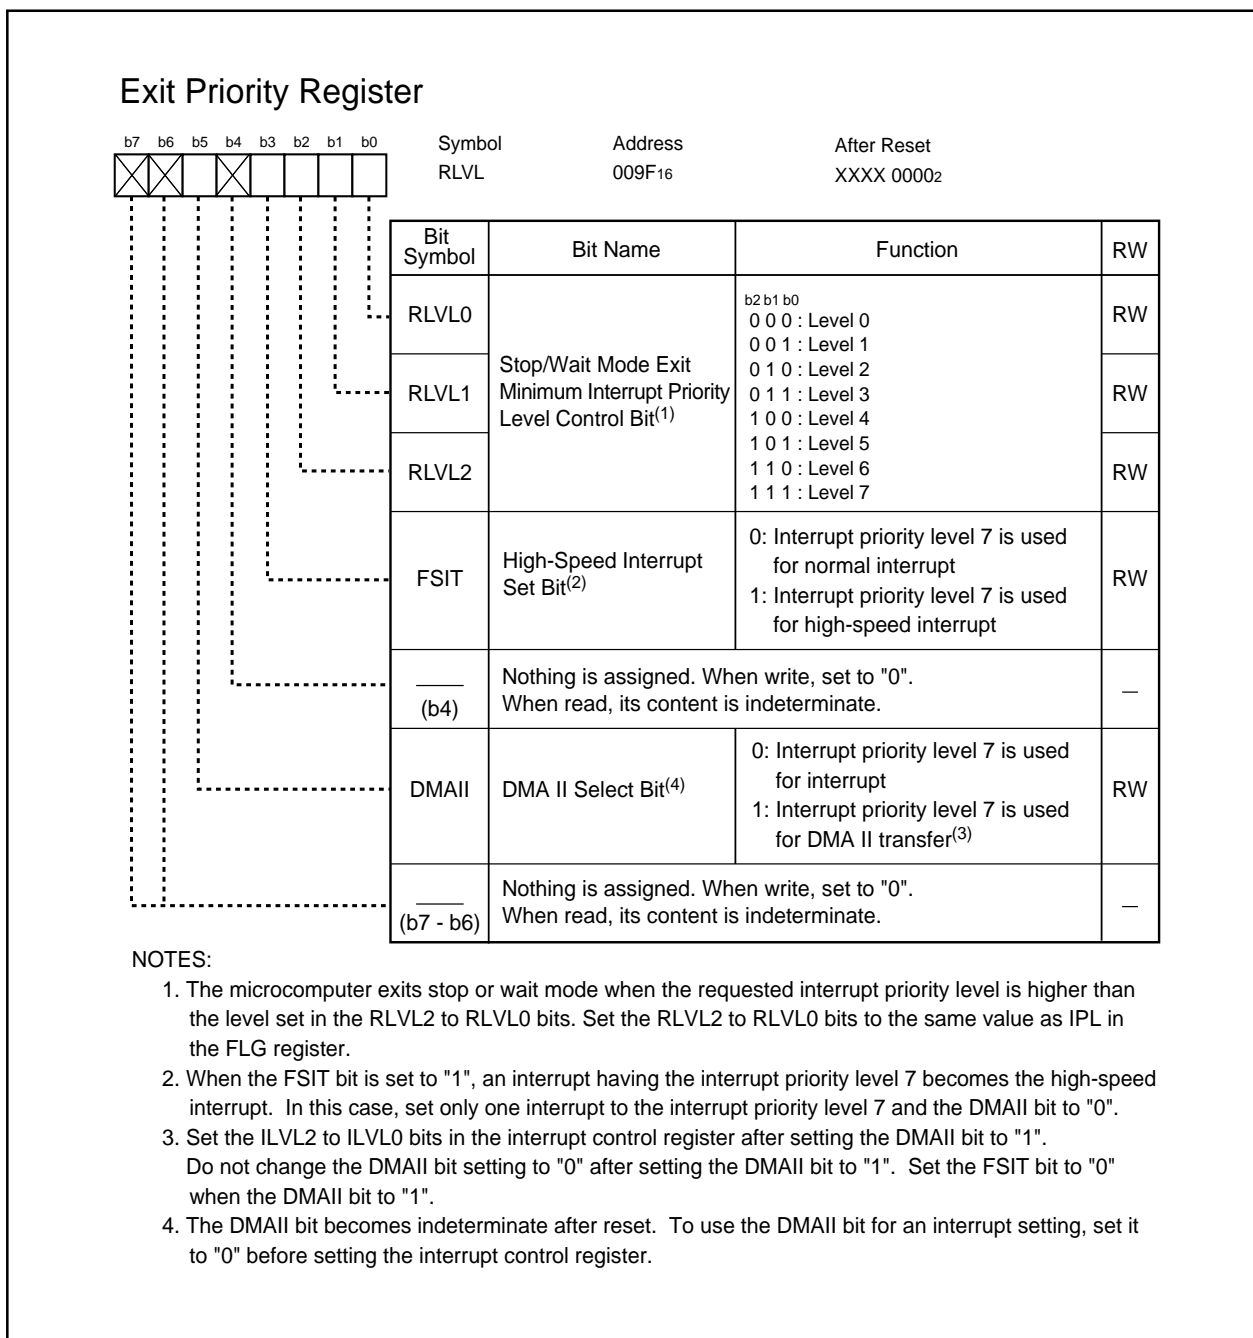 Exit Priority Register
b7 b6 b5 b4 b3 b2 b1 b0
Symbol Address After Reset
RLVL 009F16 XXXX 00002
Bit Symbol Bit Name Function RW
RLVL0 RW
RLVL1 RW
RLVL2 RW
Stop/Wait Mode Exit
Minimum Interrupt Priority
Level Control Bit(1)
b2 b1 b0
0 0 0 : Level 0
0 0 1 : Level 1
0 1 0 : Level 2
0 1 1 : Level 3
1 0 0 : Level 4
1 0 1 : Level 5
1 1 0 : Level 6
1 1 1 : Level 7
FSIT
High-Speed Interrupt
Set Bit(2)
0: Interrupt priority level 7 is used
for normal interrupt
1: Interrupt priority level 7 is used
for high-speed interrupt
RW
(b4)
Nothing is assigned. When write, set to "0".
When read, its content is indeterminate.
—
DMAII
DMA II Select Bit(4)
0: Interrupt priority level 7 is used
for interrupt
1: Interrupt priority level 7 is used
for DMA II transfer(3)
RW
(b7 - b6)
Nothing is assigned. When write, set to "0".
When read, its content is indeterminate.
—
NOTES:
1. The microcomputer exits stop or wait mode when the requested interrupt priority level is higher than
the level set in the RLVL2 to RLVL0 bits. Set the RLVL2 to RLVL0 bits to the same value as IPL in
the FLG register.
2. When the FSIT bit is set to "1", an interrupt having the interrupt priority level 7 becomes the high-speed
interrupt. In this case, set only one interrupt to the interrupt priority level 7 and the DMAII bit to "0".
3. Set the ILVL2 to ILVL0 bits in the interrupt control register after setting the DMAII bit to "1".
Do not change the DMAII bit setting to "0" after setting the DMAII bit to "1". Set the FSIT bit to "0"
when the DMAII bit to "1".
4. The DMAII bit becomes indeterminate after reset. To use the DMAII bit for an interrupt setting, set it
to "0" before setting the interrupt control register.